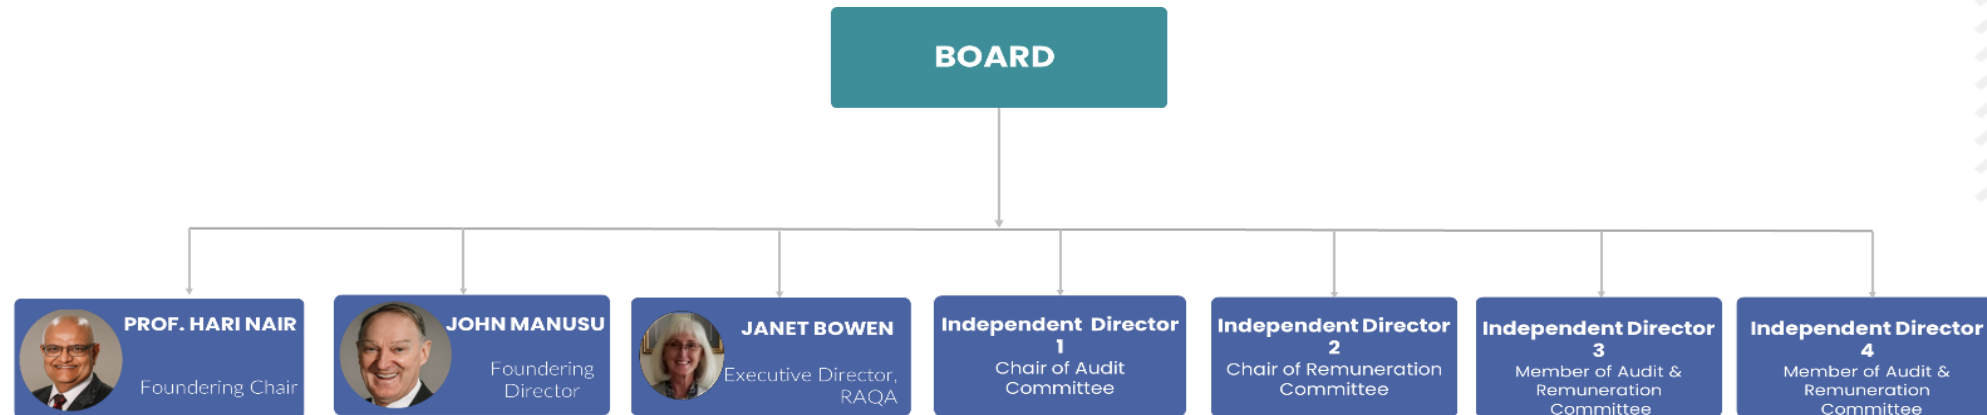 BOARD
PROF. HARI NAIR
Foundering Chair
JOHN MANUSU
Foundering
Director
JANET BOWEN
Executive Director,
RAQA
Independent Director
1
Chair of Audit
Committee
Independent Director
2
Chair of Remuneration
Committee
Independent Director
3
Member of Audit &
Remuneration
Committee
Independent Director
4
Member of Audit &
Remuneration
Committee